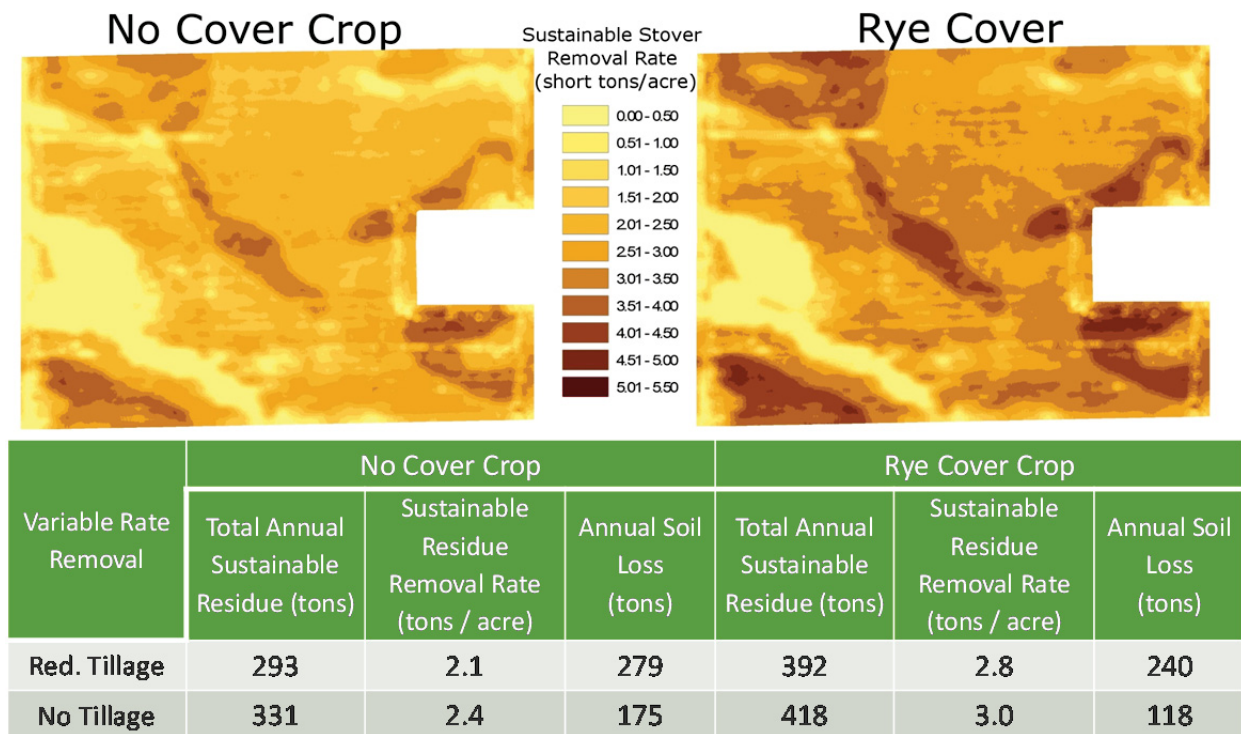 No Cover Crop
Sustainable Stover
Removal Rate
(short tons/acre)
Rye Cover
0.00 - 0.50
0.51 - 1.00
1.01 - 1.50
1.51 - 2.00
2.01 - 2.50
2.51 - 3.00
3.01 - 3.50
3.51 - 4.00
4.01 - 4.50
4.51 - 5.00
5.01 - 5.50
Variable Rate
Removal
No Cover Crop
Rye Cover Crop
Total Annual
Sustainable
Residue (tons)
Sustainable
Residue
Removal Rate
(tons / acre)
Annual Soil
Loss
(tons)
Total Annual
Sustainable
Residue (tons)
Sustainable
Residue
Removal Rate
(tons / acre)
Annual Soil
Loss
(tons)
Red. Tillage 293 2.1 279 392 2.8 240
No Tillage 331 2.4 175 418 3.0 118